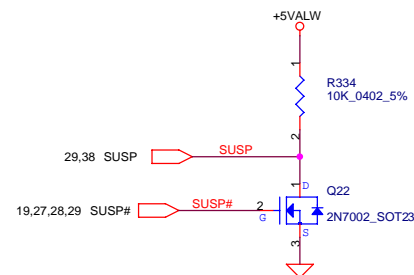 +5VALW
1
R334
10K_0402_5%
2
29,38 SUSP
SUSP
1
D
Q22
19,27,28,29 SUSP#
SUSP#
2
G
2N7002_SOT23
S
3